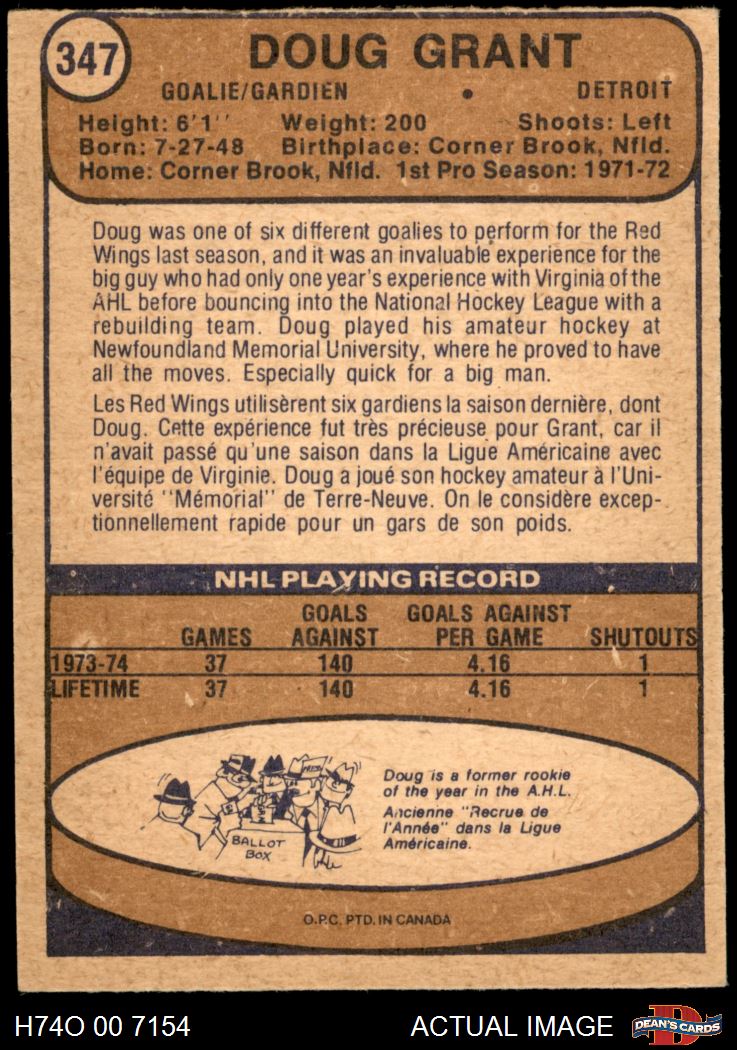 347
DOUG GRANT
GOALIE/GARDIEN • DETROIT
Height: 6'1'' Weight: 200 Shoots: Left
Born: 7-27-48 Birthplace: Corner Brook, Nfld.
Home: Corner Brook, Nfld. 1st Pro Season: 1971-72
Doug was one of six different goalies to perform for the Red
Wings last season, and it was an invaluable experience for the
big guy who had only one year's experience with Virginia of the
AHL before bouncing into the National Hockey League with a
rebuilding team. Doug played his amateur hockey at
Newfoundland Memorial University, where he proved to have
all the moves. Especially quick for a big man.
Les Red Wings utilisèrent six gardiens la saison dernière, dont
Doug. Cette expérience fut très précieuse pour Grant, car il
n'avait passé qu'une saison dans la Ligue Américaine avec
l'équipe de Virginie. Doug a joué son hockey amateur à l'Uni-
versité ''Mémorial'' de Terre-Neuve. On le considère excep-
tionnellement rapide pour un gars de son poids.
NHL PLAYING RECORD
GOALS GOALS AGAINST
GAMES AGAINST PER GAME SHUTOUTS
1973-74 37 140 4.16 1
LIFETIME 37 140 4.16 1
PRESS
BALLOT
BOX
Doug is a former rookie
of the year in the A.H.L.
Ancienne "Recrue de
l'Année" dans la Ligue
Américaine.
O.P.C. PTD. IN CANADA
H74O 00 7154
ACTUAL IMAGE
D
DEAN'S CARDS